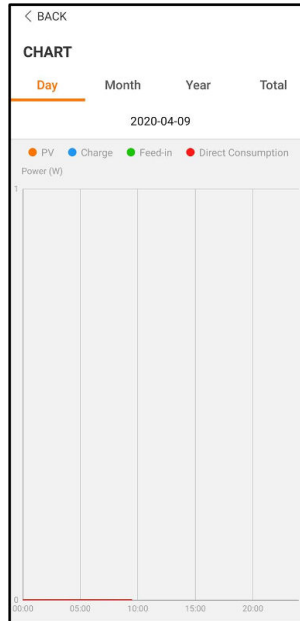 < BACK
CHART
Day Month Year Total
2020-04-09
PV Charge Feed-in Direct Consumption
Power (W)
1
0
00:00 05:00 10:00 15:00 20:00